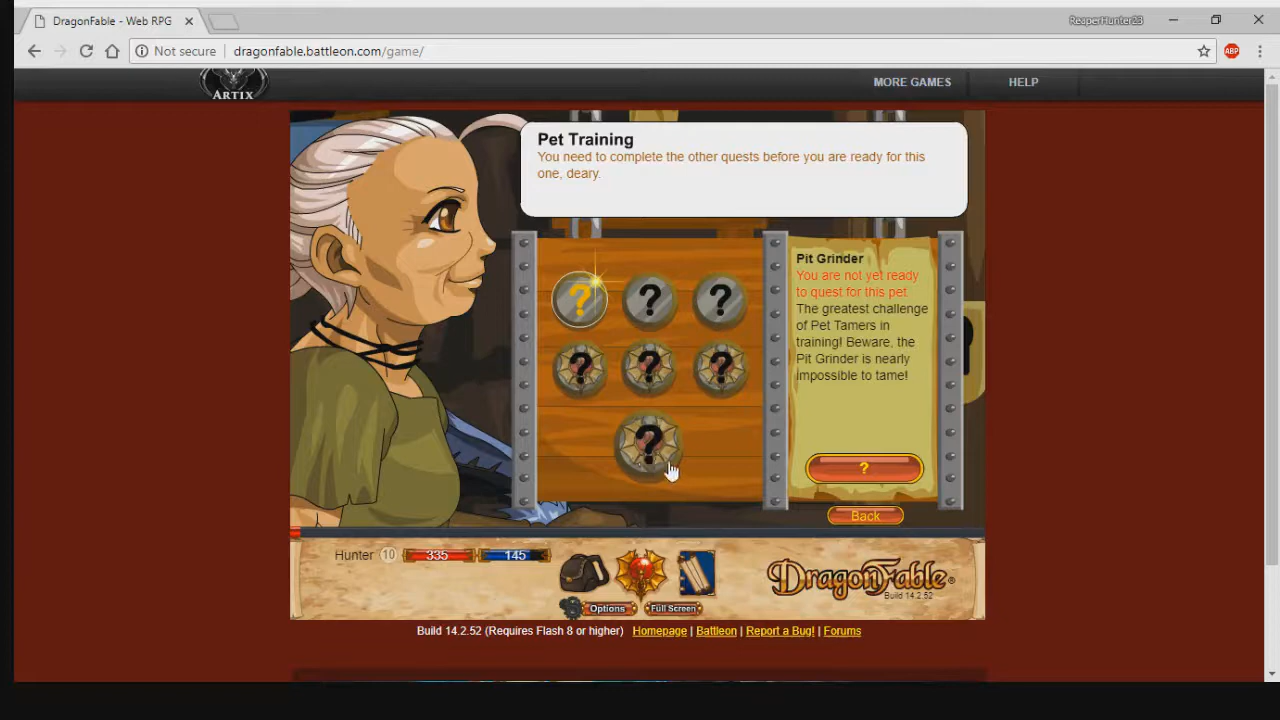 DragonFable - Web RPG
ReaperHunter23
Not secure
dragonfable.battleon.com/game/
ABP
ARTIX
MORE GAMES
HELP
Pet Training
You need to complete the other quests before you are ready for this
one, deary.
? ? ?
? ? ?
?
Pit Grinder
You are not yet ready
to quest for this pet.
The greatest challenge
of Pet Tamers in
training! Beware, the
Pit Grinder is nearly
impossible to tame!
?
Back
Hunter 10 335 145
DragonFable®
Build 14.2.52
Options
Full Screen
Build 14.2.52 (Requires Flash 8 or higher) Homepage | Battleon | Report a Bug! | Forums